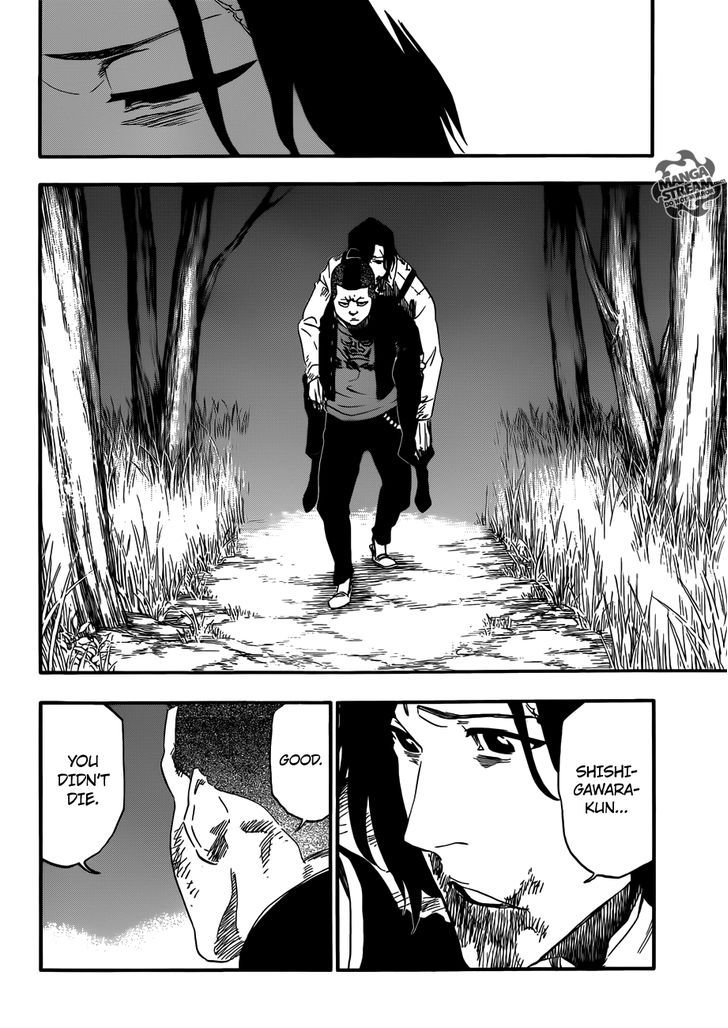 MANGA
STREAM
SHISHI-
GAWARA-
KUN...
GOOD.
YOU
DIDN'T
DIE.